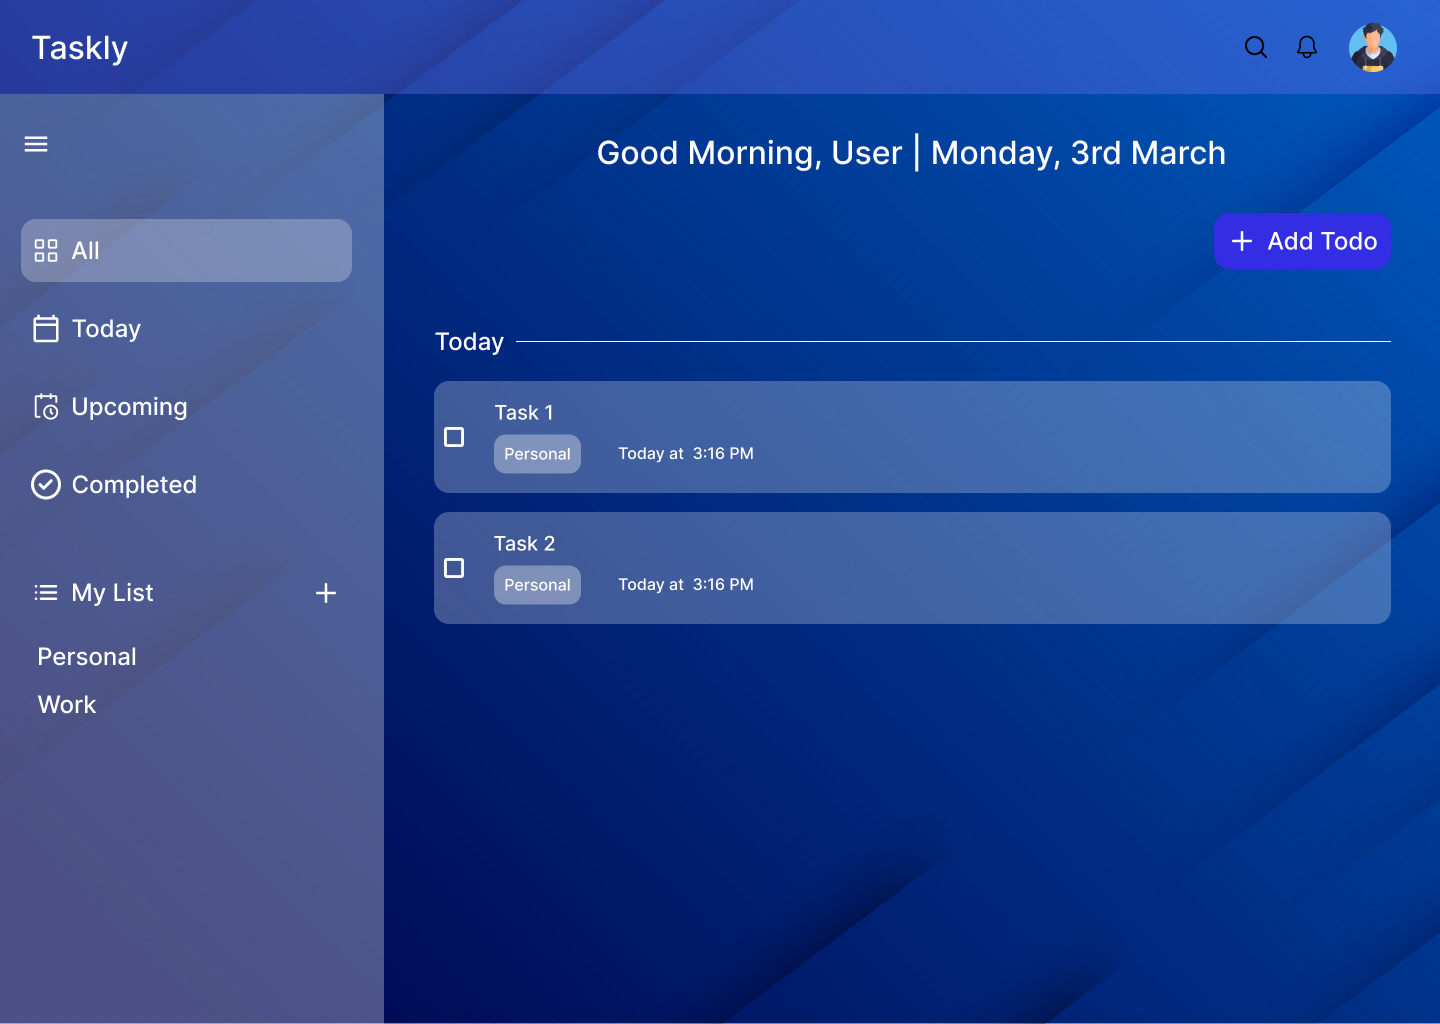 Taskly
Good Morning, User | Monday, 3rd March
All
Today
Upcoming
Completed
My List
Personal
Work
Add Todo
Today
Task 1
Personal Today at 3:16 PM
Task 2
Personal Today at 3:16 PM